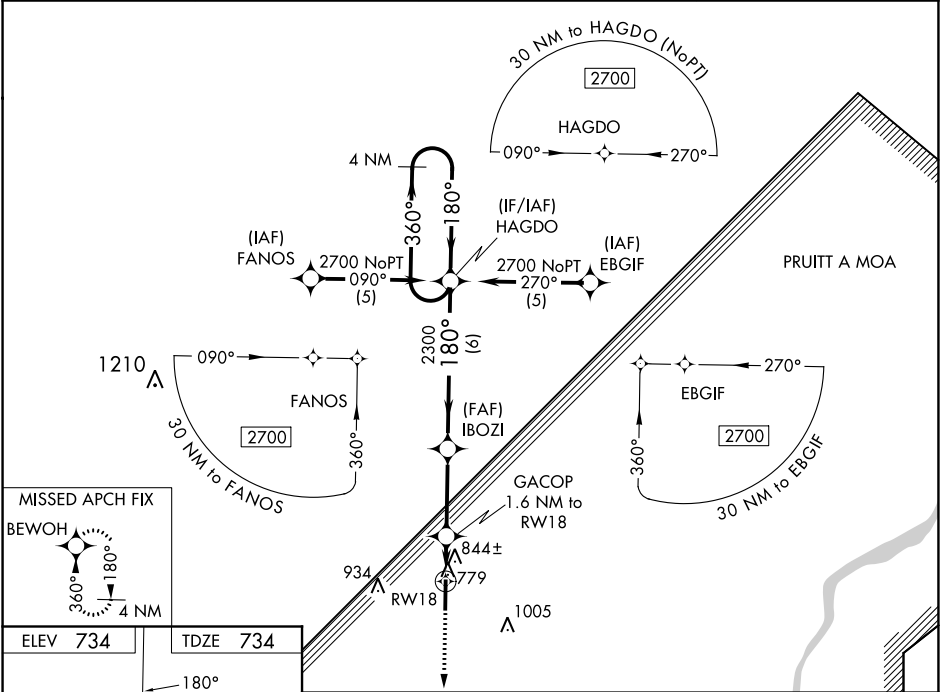 30 NM to HAGDO (NoPT)
2700
HAGDO
090°
270°
4 NM
360°
180°
(IF/IAF)
HAGDO
(IAF)
FANOS
(IAF)
EBGIF
2700 NoPT
090°
(5)
2700 NoPT
270°
(5)
PRUITT A MOA
2300
180°
(6)
1210
090°
FANOS
2700
360°
30 NM to FANOS
270°
EBGIF
2700
360°
30 NM to EBGIF
(FAF)
IBOZI
GACOP
1.6 NM to
RW18
844±
779
934
RW18
1005
MISSED APCH FIX
BEWOH
360°
180°
4 NM
ELEV 734
TDZE 734
180°